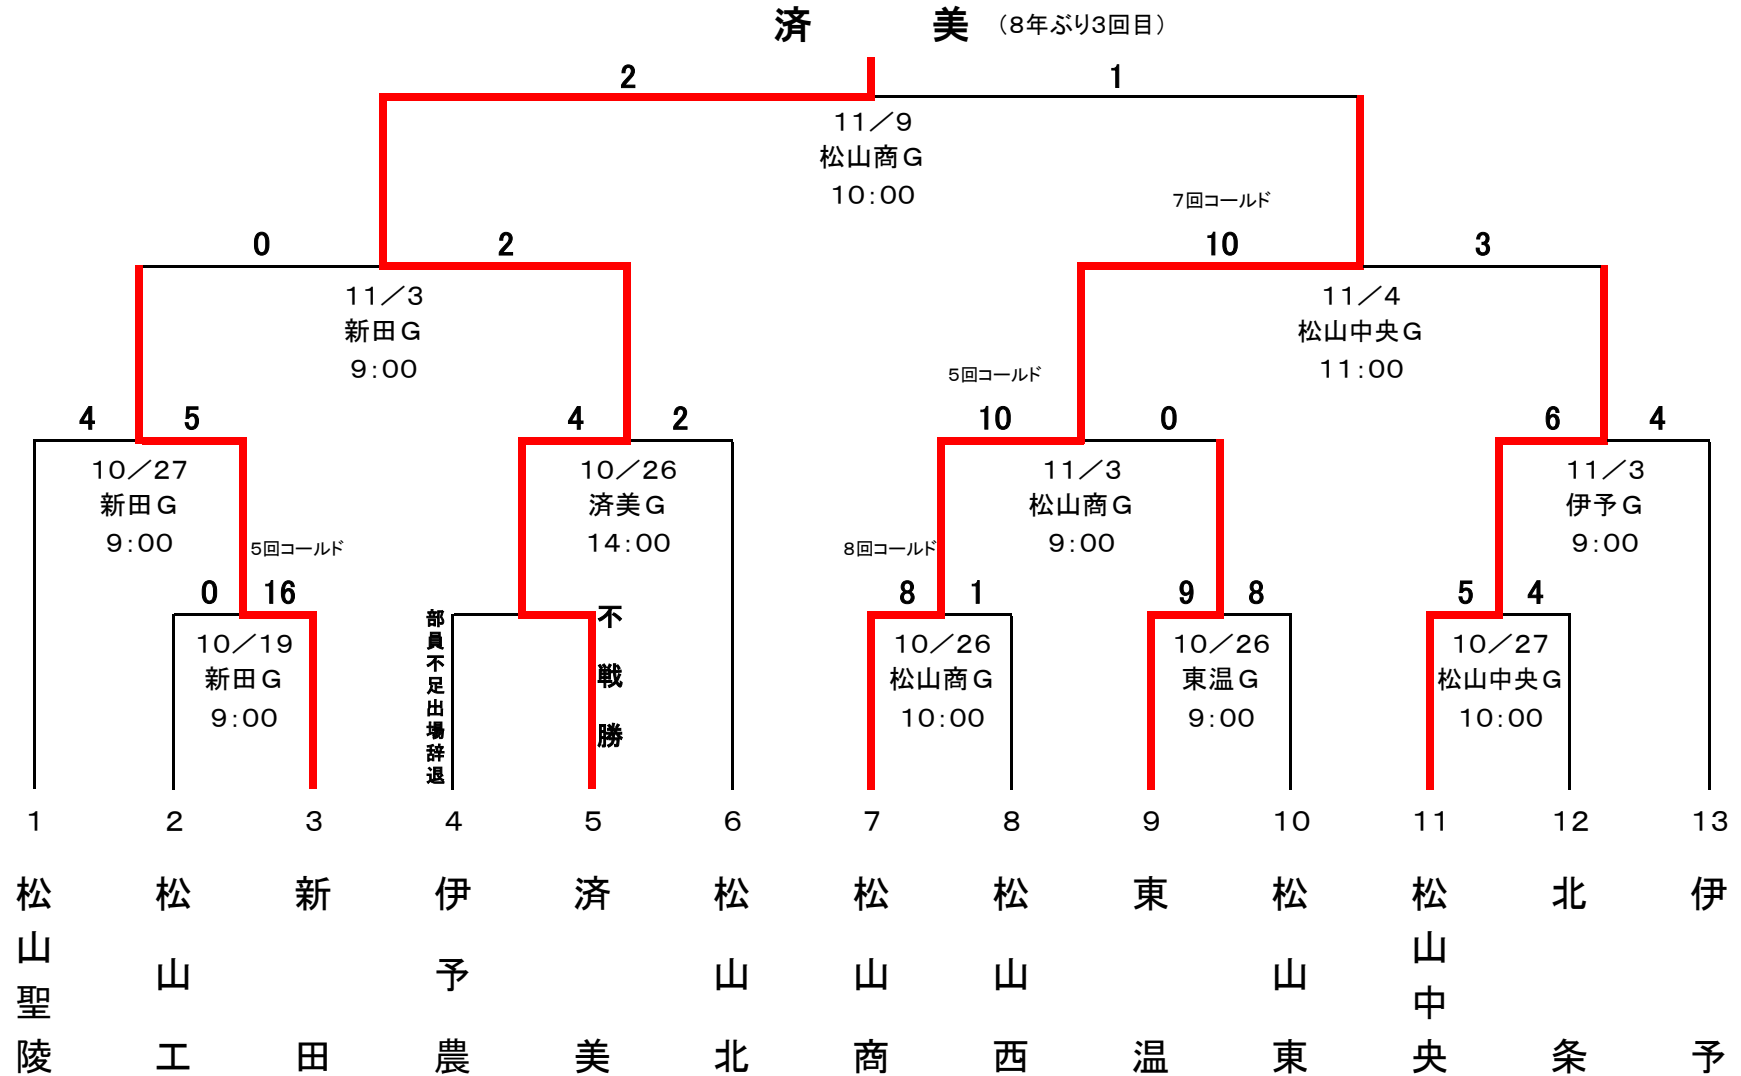 済　美 （８年ぶり３回目）
2 1
11／9
松山商Ｇ
10：00
７回コールド
0 2 10 3
11／3 11／4
新田Ｇ 松山中央Ｇ
9：00 11：00
５回コールド
4 5 4 2 10 0 6 4
10／27 10／26 11／3 11／3
新田Ｇ 済美Ｇ 松山商Ｇ 伊予Ｇ
9：00 14：00 9：00 9：00
５回コールド ８回コールド
0 16 8 1 9 8 5 4
部員不足出場辞退
不戦勝
10／19 10／26 10／26 10／27
新田Ｇ 松山商Ｇ 東温Ｇ 松山中央Ｇ
9：00 10：00 9：00 10：00
1 2 3 4 5 6 7 8 9 10 11 12 13
松山聖陵
松山工
新田
伊予農
済美
松山北
松山商
松山西
東温
松山東
松山中央
北条
伊予